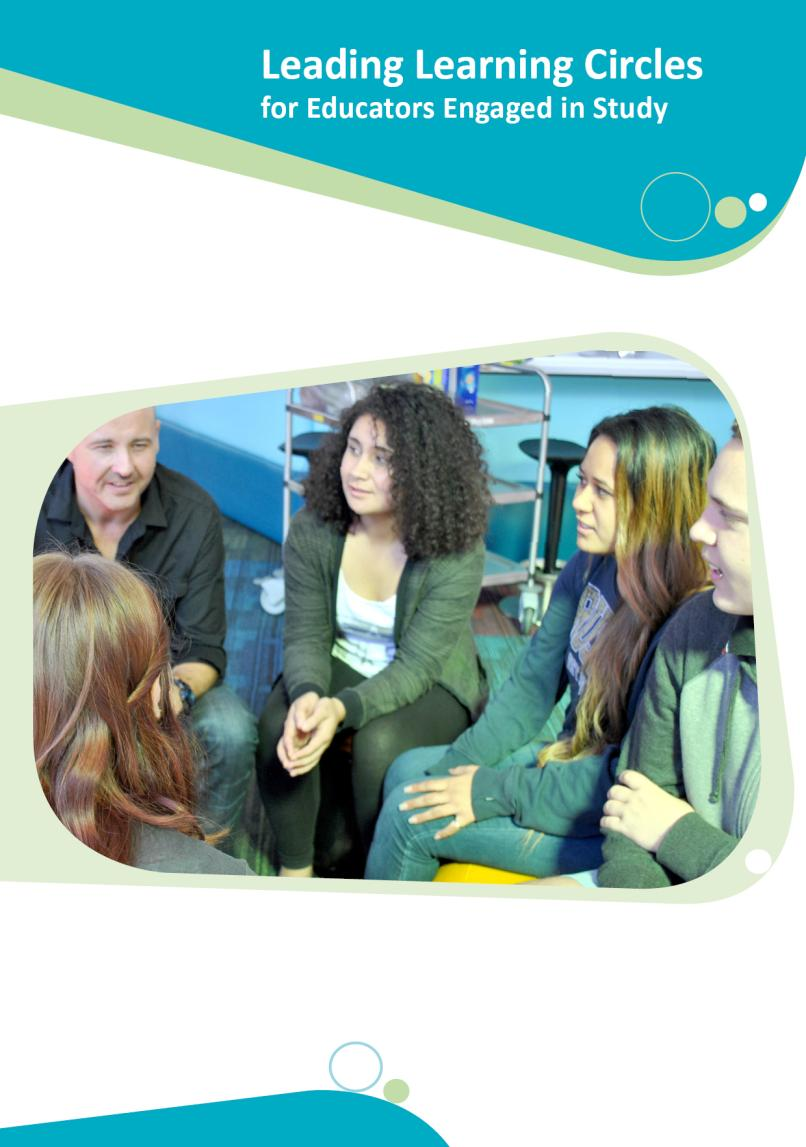 Leading Learning Circles
for Educators Engaged in Study